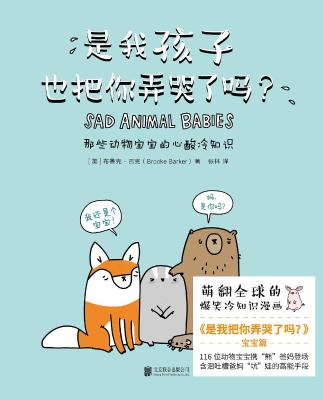 是我孩子
也把你弄哭了吗？
SAD ANIMAL BABIES
那些动物宝宝的心酸冷知识
[美]布鲁克·巴克（Brooke Barker）著 张林 译
我还是个宝宝！
妈，是你吗？
萌翻全球的
爆笑冷知识漫画
《是我把你弄哭了吗？》
宝宝篇
116 位动物宝宝携“熊”爸妈登场
含泪吐槽爸妈“坑”娃的高能手段
北京联合出版公司